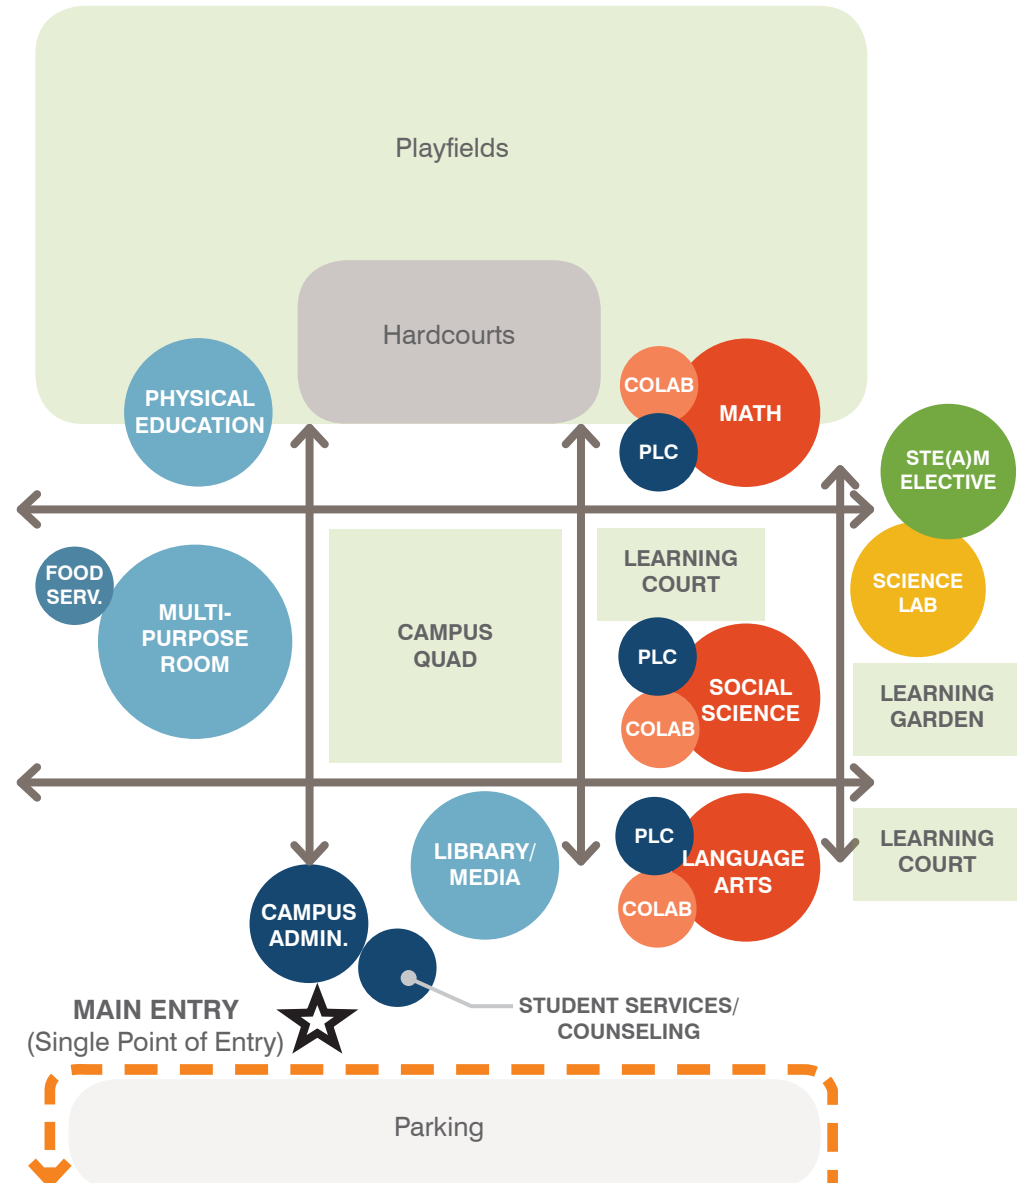 Playfields
Hardcourts
PHYSICAL
EDUCATION
COLAB
PLC
MATH
STE(A)M
ELECTIVE
FOOD
SERV.
MULTI-
PURPOSE
ROOM
CAMPUS
QUAD
LEARNING
COURT
SCIENCE
LAB
PLC
COLAB
SOCIAL
SCIENCE
LEARNING
GARDEN
LIBRARY/
MEDIA
PLC
COLAB
LANGUAGE
ARTS
LEARNING
COURT
CAMPUS
ADMIN.
MAIN ENTRY
(Single Point of Entry)
STUDENT SERVICES/
COUNSELING
Parking